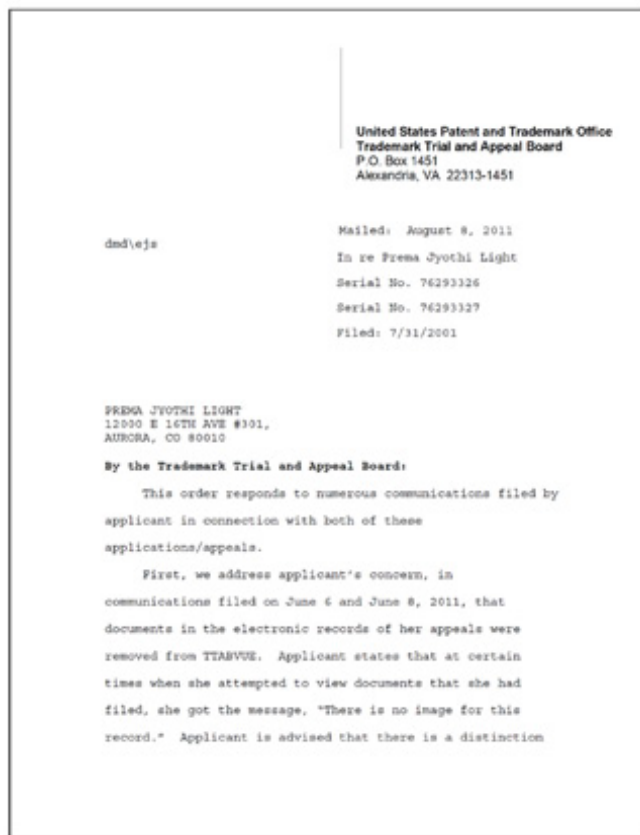 United States Patent and Trademark Office
Trademark Trial and Appeal Board
P.O. Box 1451
Alexandria, VA 22313-1451
Mailed: August 8, 2011
dmd\ejs
In re Prema Jyothi Light
Serial No. 76293326
Serial No. 76293327
Filed: 7/31/2001
PREMA JYOTHI LIGHT
12000 E 16TH AVE #301,
AURORA, CO 80010
By the Trademark Trial and Appeal Board:
This order responds to numerous communications filed by
applicant in connection with both of these
applications/appeals.
First, we address applicant's concern, in
communications filed on June 6 and June 8, 2011, that
documents in the electronic records of her appeals were
removed from TTABVUE. Applicant states that at certain
times when she attempted to view documents that she had
filed, she got the message, "There is no image for this
record." Applicant is advised that there is a distinction